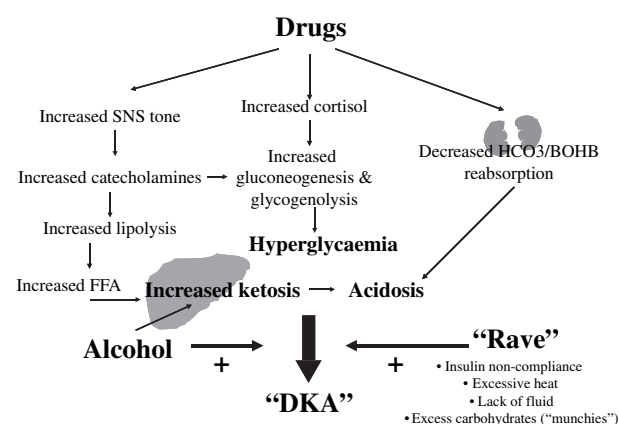 Drugs
Increased SNS tone
Increased cortisol
Decreased HCO3/BOHB
reabsorption
Increased catecholamines
Increased
gluconeogenesis &
glycogenolysis
Increased lipolysis
Hyperglycaemia
Increased FFA
Increased ketosis
Acidosis
Alcohol
+
+
“Rave”
• Insulin non-compliance
• Excessive heat
• Lack of fluid
• Excess carbohydrates (“munchies”)
“DKA”